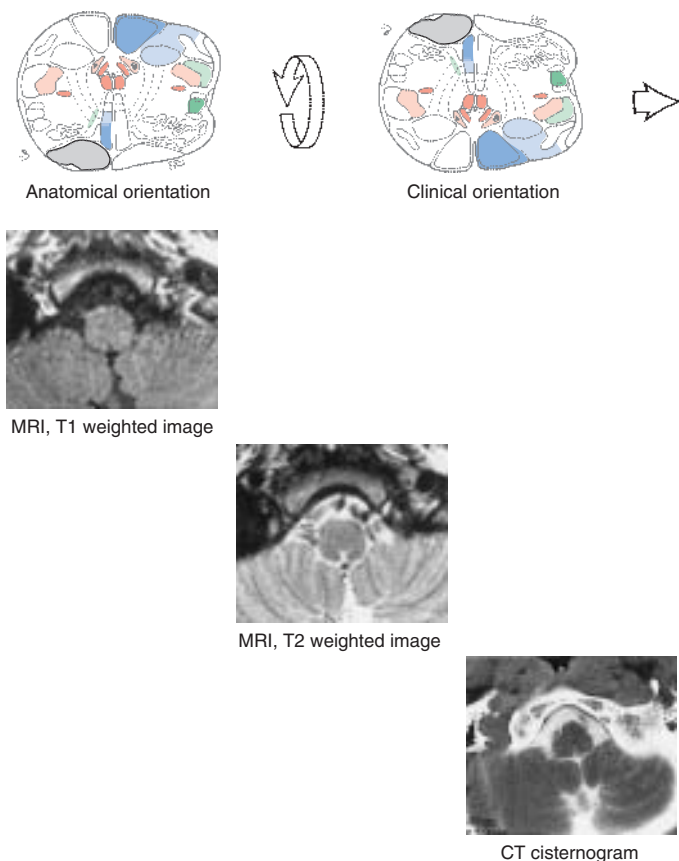 Anatomical orientation
Clinical orientation
MRI, T1 weighted image
MRI, T2 weighted image
CT cisternogram